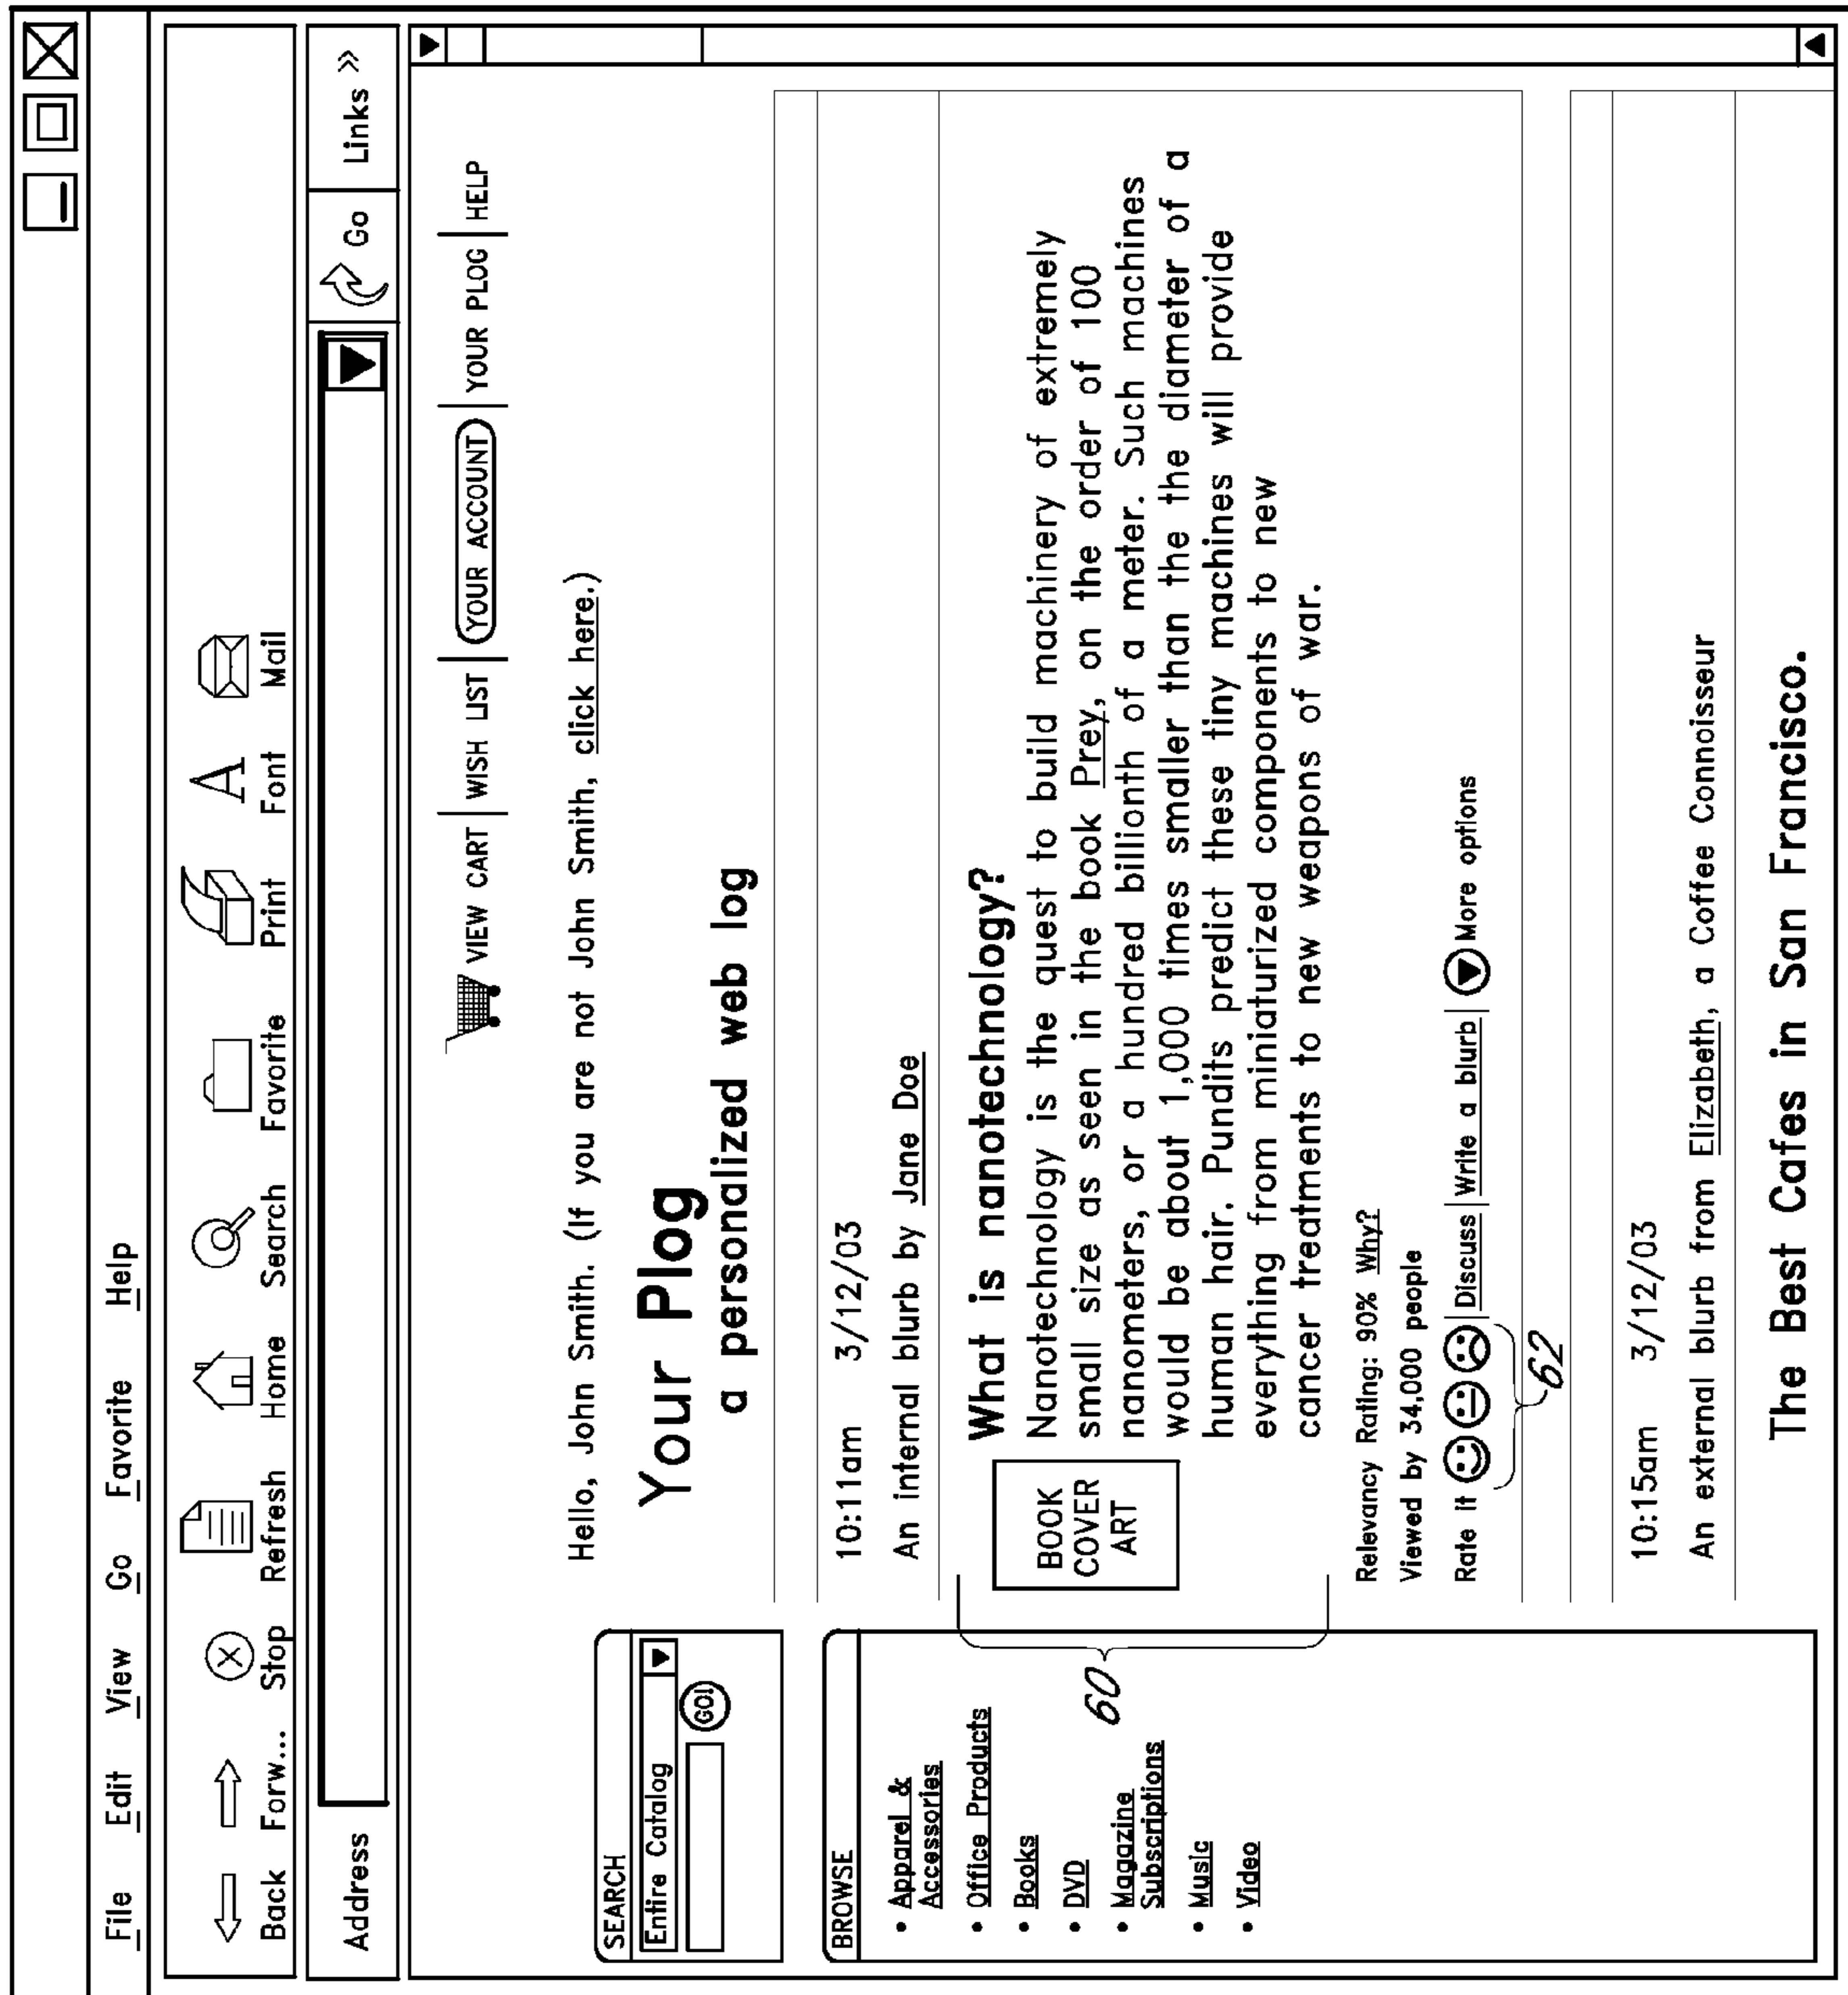 File Edit View Go Favorite Help
Back Forw... Stop Refresh Home Search Favorite Print Font Mail
Address Go Links »
VIEW CART WISH LIST YOUR ACCOUNT YOUR PLOG HELP
Hello, John Smith. (If you are not John Smith, click here.)
Your Plog
a personalized web log
SEARCH
Entire Catalog
GO!
BROWSE
• Apparel &
Accessories
• Office Products
• Books
• DVD
• Magazine
Subscriptions
• Music
• Video
10:11am 3/12/03
An internal blurb by Jane Doe
60
BOOK
COVER
ART
What is nanotechnology?
Nanotechnology is the quest to build machinery of extremely
small size as seen in the book Prey, on the order of 100
nanometers, or a hundred billionth of a meter. Such machines
would be about 1,000 times smaller than the the diameter of a
human hair. Pundits predict these tiny machines will provide
everything from miniaturized components to new
cancer treatments to new weapons of war.
Relevancy Rating: 90% Why?
Viewed by 34,000 people
Rate it Discuss Write a blurb More options
62
10:15am 3/12/03
An external blurb from Elizabeth, a Coffee Connoisseur
The Best Cafes in San Francisco.